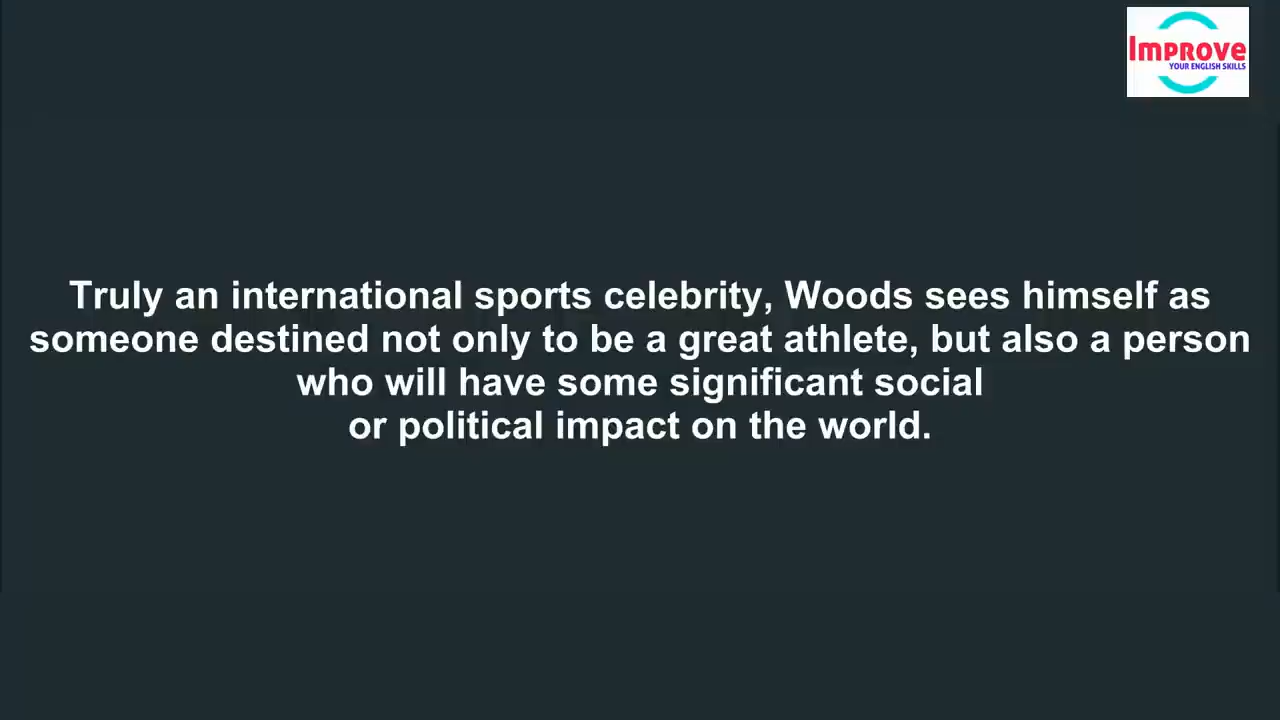 Improve
YOUR ENGLISH SKILLS
Truly an international sports celebrity, Woods sees himself as
someone destined not only to be a great athlete, but also a person
who will have some significant social
or political impact on the world.